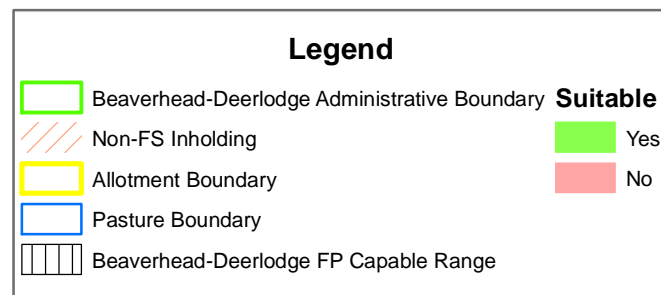 Legend
Beaverhead-Deerlodge Administrative Boundary
Non-FS Inholding
Allotment Boundary
Pasture Boundary
Beaverhead-Deerlodge FP Capable Range
Suitable
Yes
No